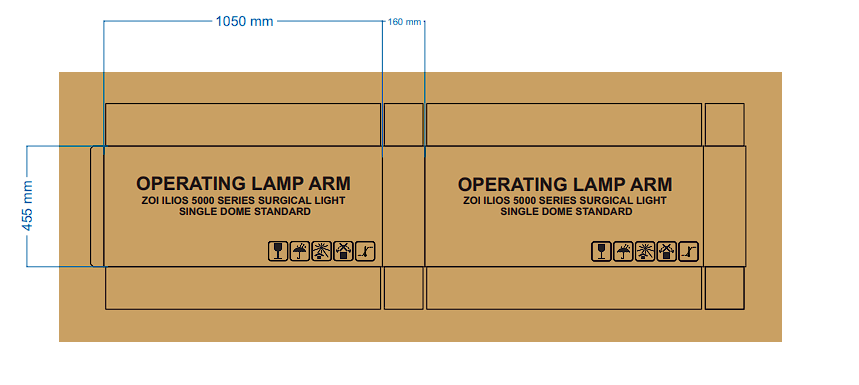 1050 mm
160 mm
455 mm
OPERATING LAMP ARM
ZOI ILIOS 5000 SERIES SURGICAL LIGHT
SINGLE DOME STANDARD
OPERATING LAMP ARM
ZOI ILIOS 5000 SERIES SURGICAL LIGHT
SINGLE DOME STANDARD